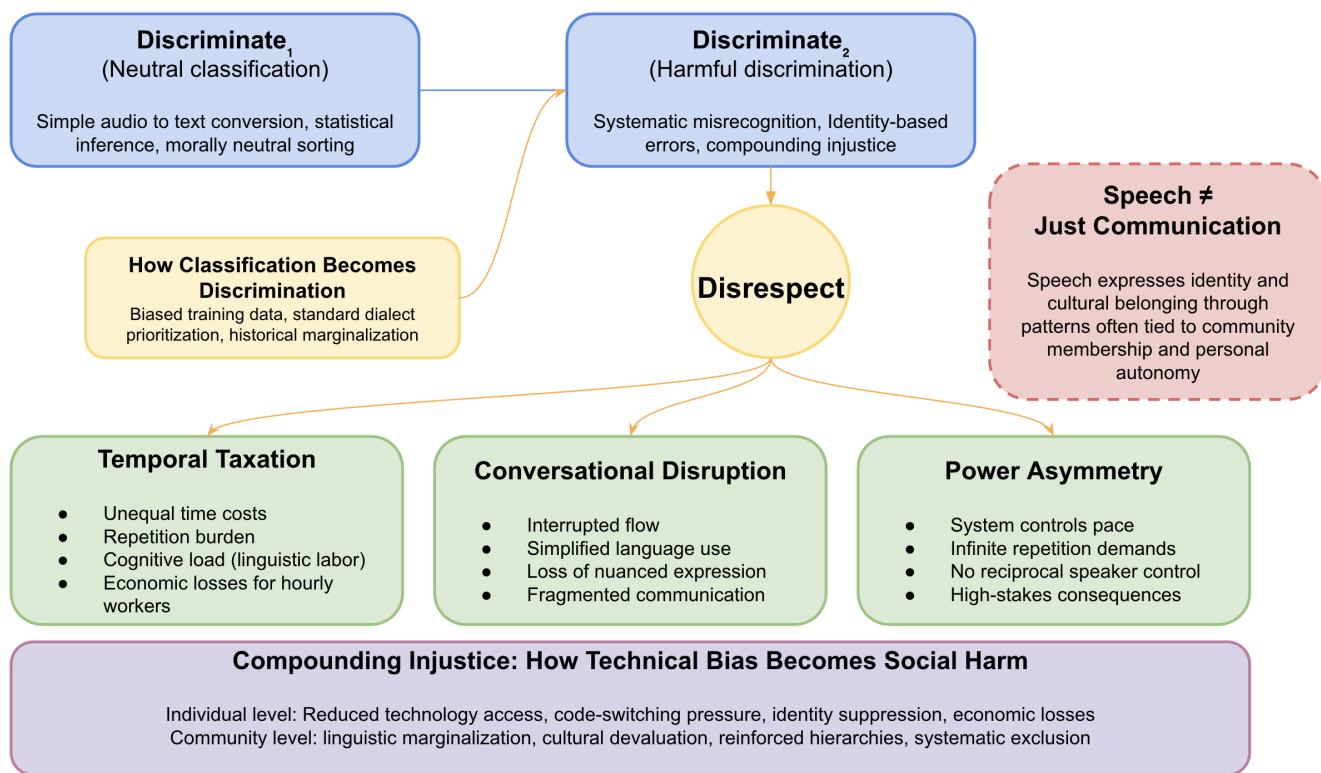 Discriminate1
(Neutral classification)
Simple audio to text conversion, statistical
inference, morally neutral sorting
Discriminate2
(Harmful discrimination)
Systematic misrecognition, Identity-based
errors, compounding injustice
Speech ≠
Just Communication
Speech expresses identity and
cultural belonging through
patterns often tied to community
membership and personal
autonomy
How Classification Becomes
Discrimination
Biased training data, standard dialect
prioritization, historical marginalization
Disrespect
Temporal Taxation
● Unequal time costs
● Repetition burden
● Cognitive load (linguistic labor)
● Economic losses for hourly
workers
Conversational Disruption
● Interrupted flow
● Simplified language use
● Loss of nuanced expression
● Fragmented communication
Power Asymmetry
● System controls pace
● Infinite repetition demands
● No reciprocal speaker control
● High-stakes consequences
Compounding Injustice: How Technical Bias Becomes Social Harm
Individual level: Reduced technology access, code-switching pressure, identity suppression, economic losses
Community level: linguistic marginalization, cultural devaluation, reinforced hierarchies, systematic exclusion